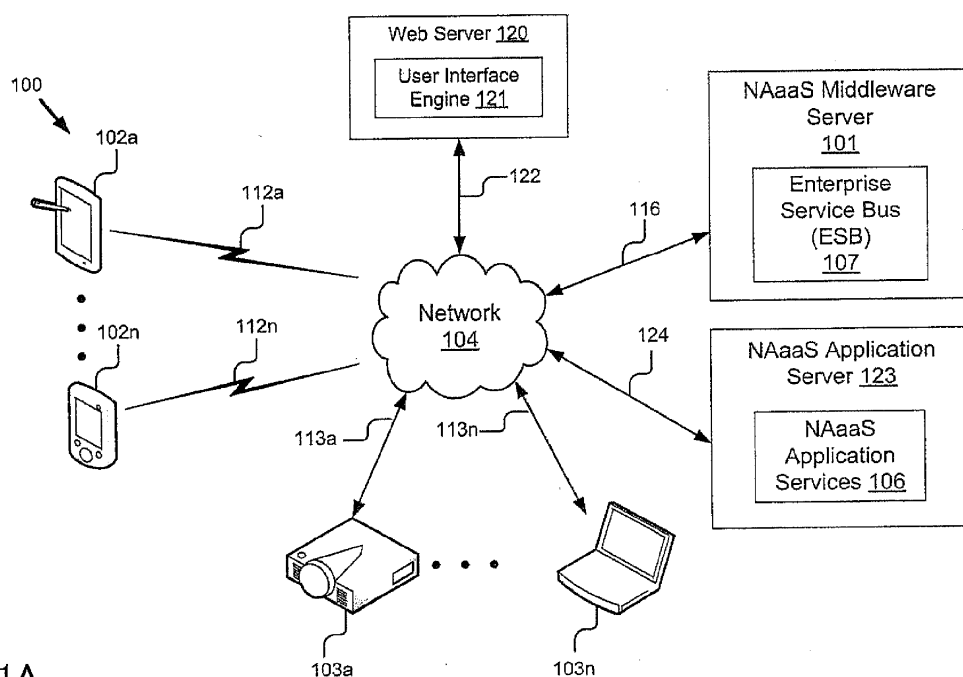 Web Server 120
User Interface
Engine 121
100
102a
112a
122
116
NAaaS Middleware
Server
101
Enterprise
Service Bus
(ESB)
107
Network
104
102n
112n
124
NAaaS Application
Server 123
NAaaS
Application
Services 106
113a
113n
103a
103n
1A